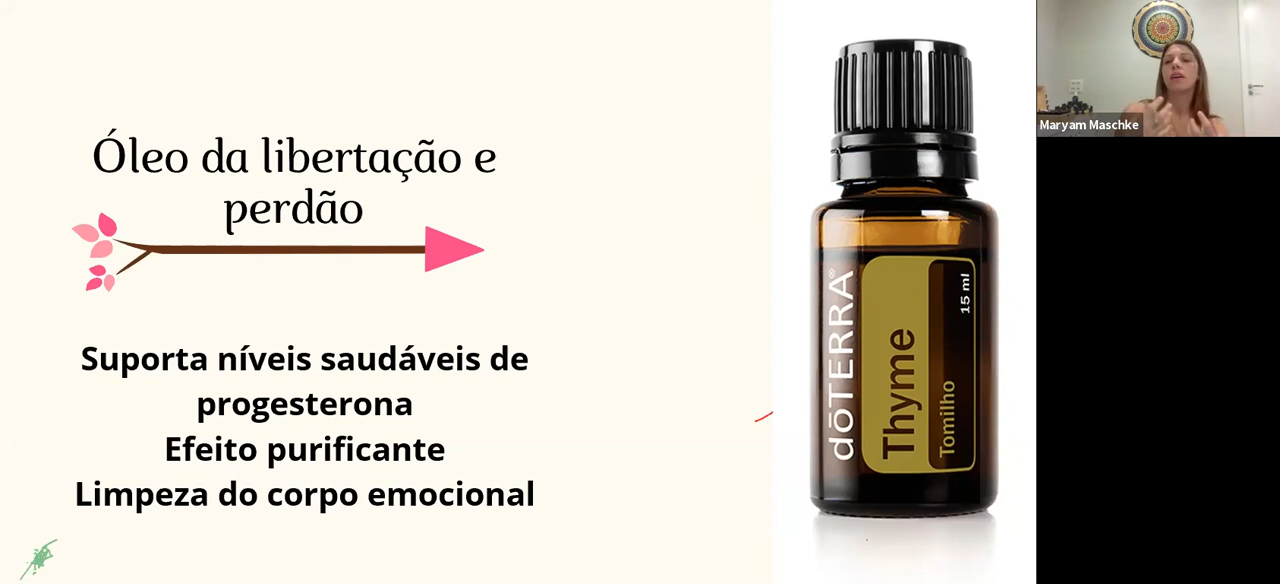 Óleo da libertação e
perdão
Suporta níveis saudáveis de
progesterona
Efeito purificante
Limpeza do corpo emocional
dōTERRA®
Thyme
Tomilho
15 ml
Maryam Maschke